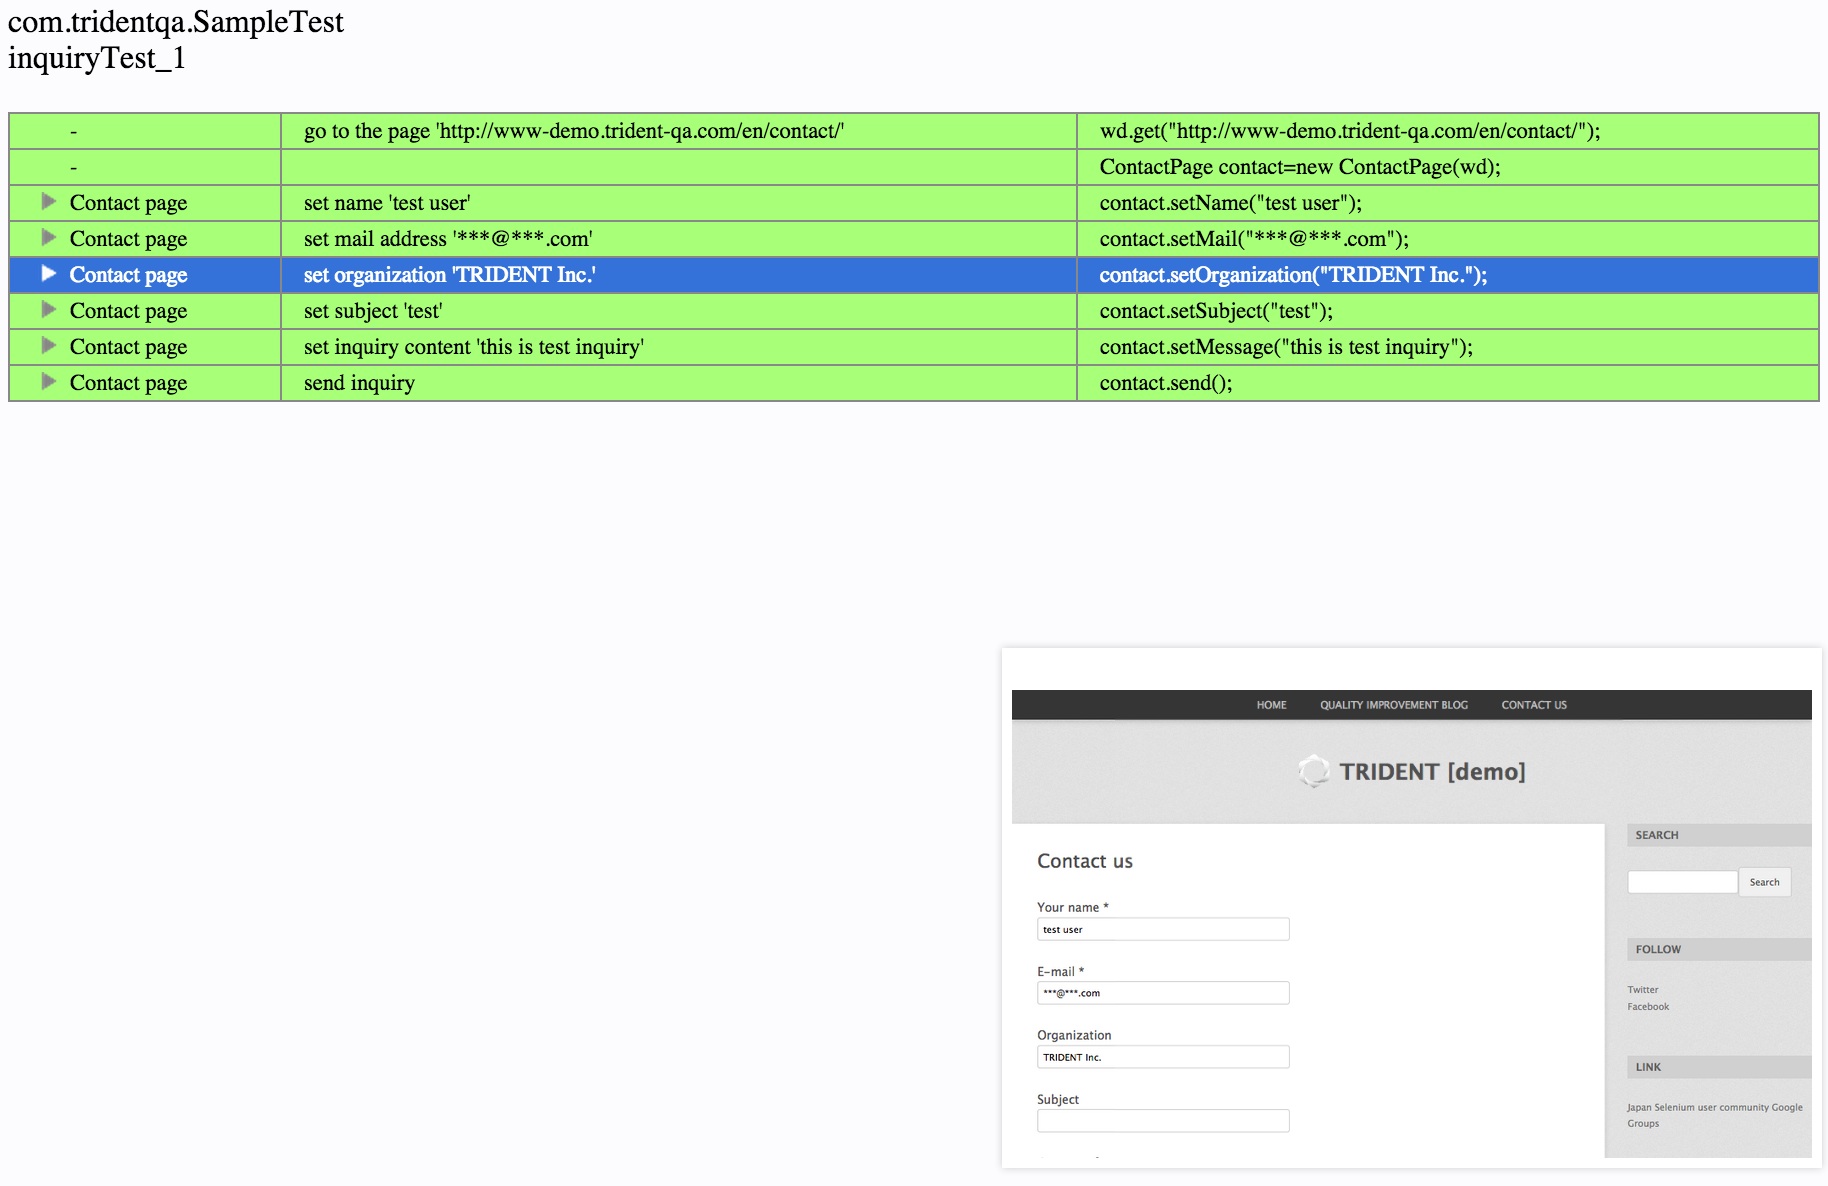 com.tridentqa.SampleTest
inquiryTest_1
- go to the page 'http://www-demo.trident-qa.com/en/contact/' wd.get("http://www-demo.trident-qa.com/en/contact/");
- ContactPage contact=new ContactPage(wd);
Contact page set name 'test user' contact.setName("test user");
Contact page set mail address '***@***.com' contact.setMail("***@***.com");
Contact page set organization 'TRIDENT Inc.' contact.setOrganization("TRIDENT Inc.");
Contact page set subject 'test' contact.setSubject("test");
Contact page set inquiry content 'this is test inquiry' contact.setMessage("this is test inquiry");
Contact page send inquiry contact.send();
HOME QUALITY IMPROVEMENT BLOG CONTACT US
TRIDENT [demo]
Contact us
Your name *
test user
E-mail *
***@***.com
Organization
TRIDENT Inc.
Subject
SEARCH
Search
FOLLOW
Twitter
Facebook
LINK
Japan Selenium user community Google
Groups